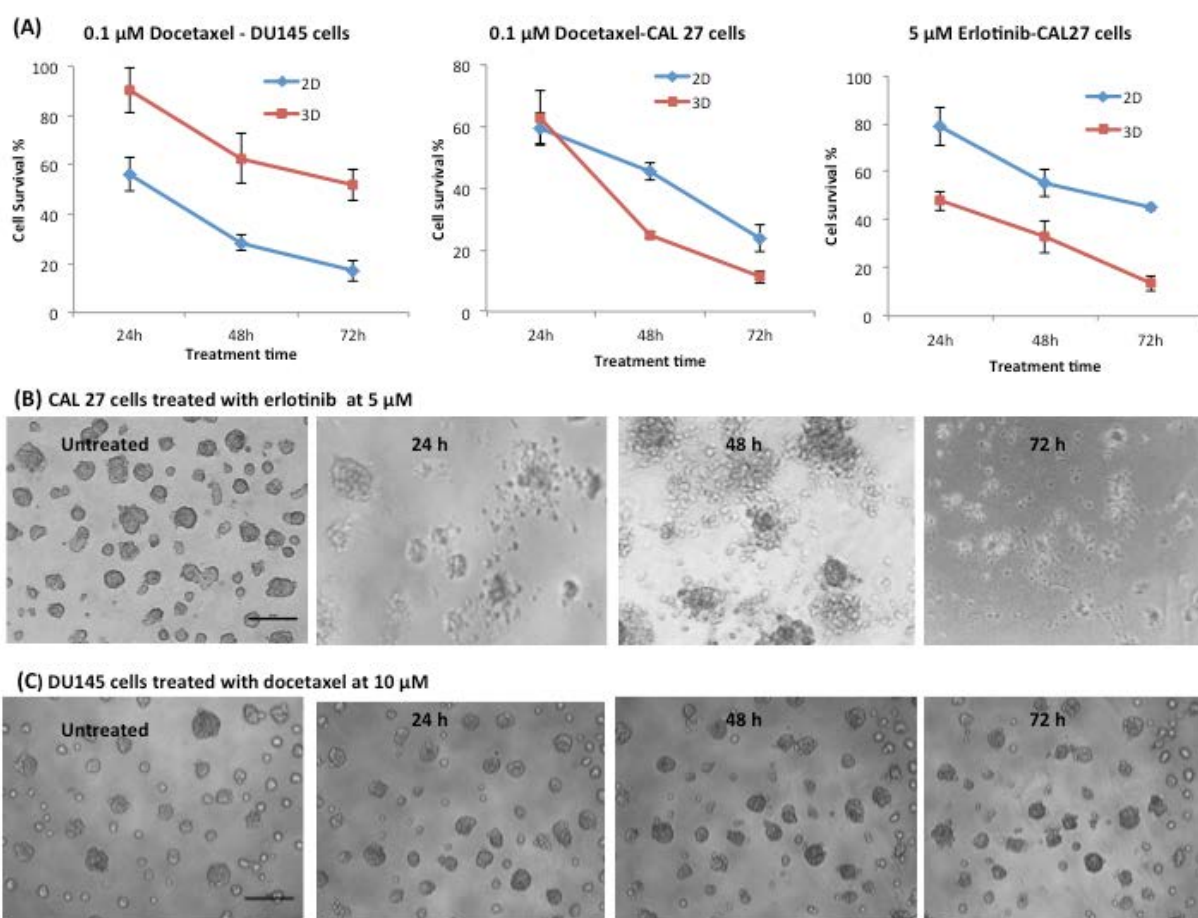 (A)
0.1 µM Docetaxel - DU145 cells
Cell Survival %
100
80
60
40
20
0
2D
3D
24h
48h
72h
Treatment time
0.1 µM Docetaxel-CAL 27 cells
Cell survival %
80
60
40
20
0
2D
3D
24h
48h
72h
Treatment time
5 µM Erlotinib-CAL27 cells
Cel survival %
100
80
60
40
20
0
2D
3D
24h
48h
72h
Treatment time
(B) CAL 27 cells treated with erlotinib at 5 µM
Untreated
24 h
48 h
72 h
(C) DU145 cells treated with docetaxel at 10 µM
Untreated
24 h
48 h
72 h